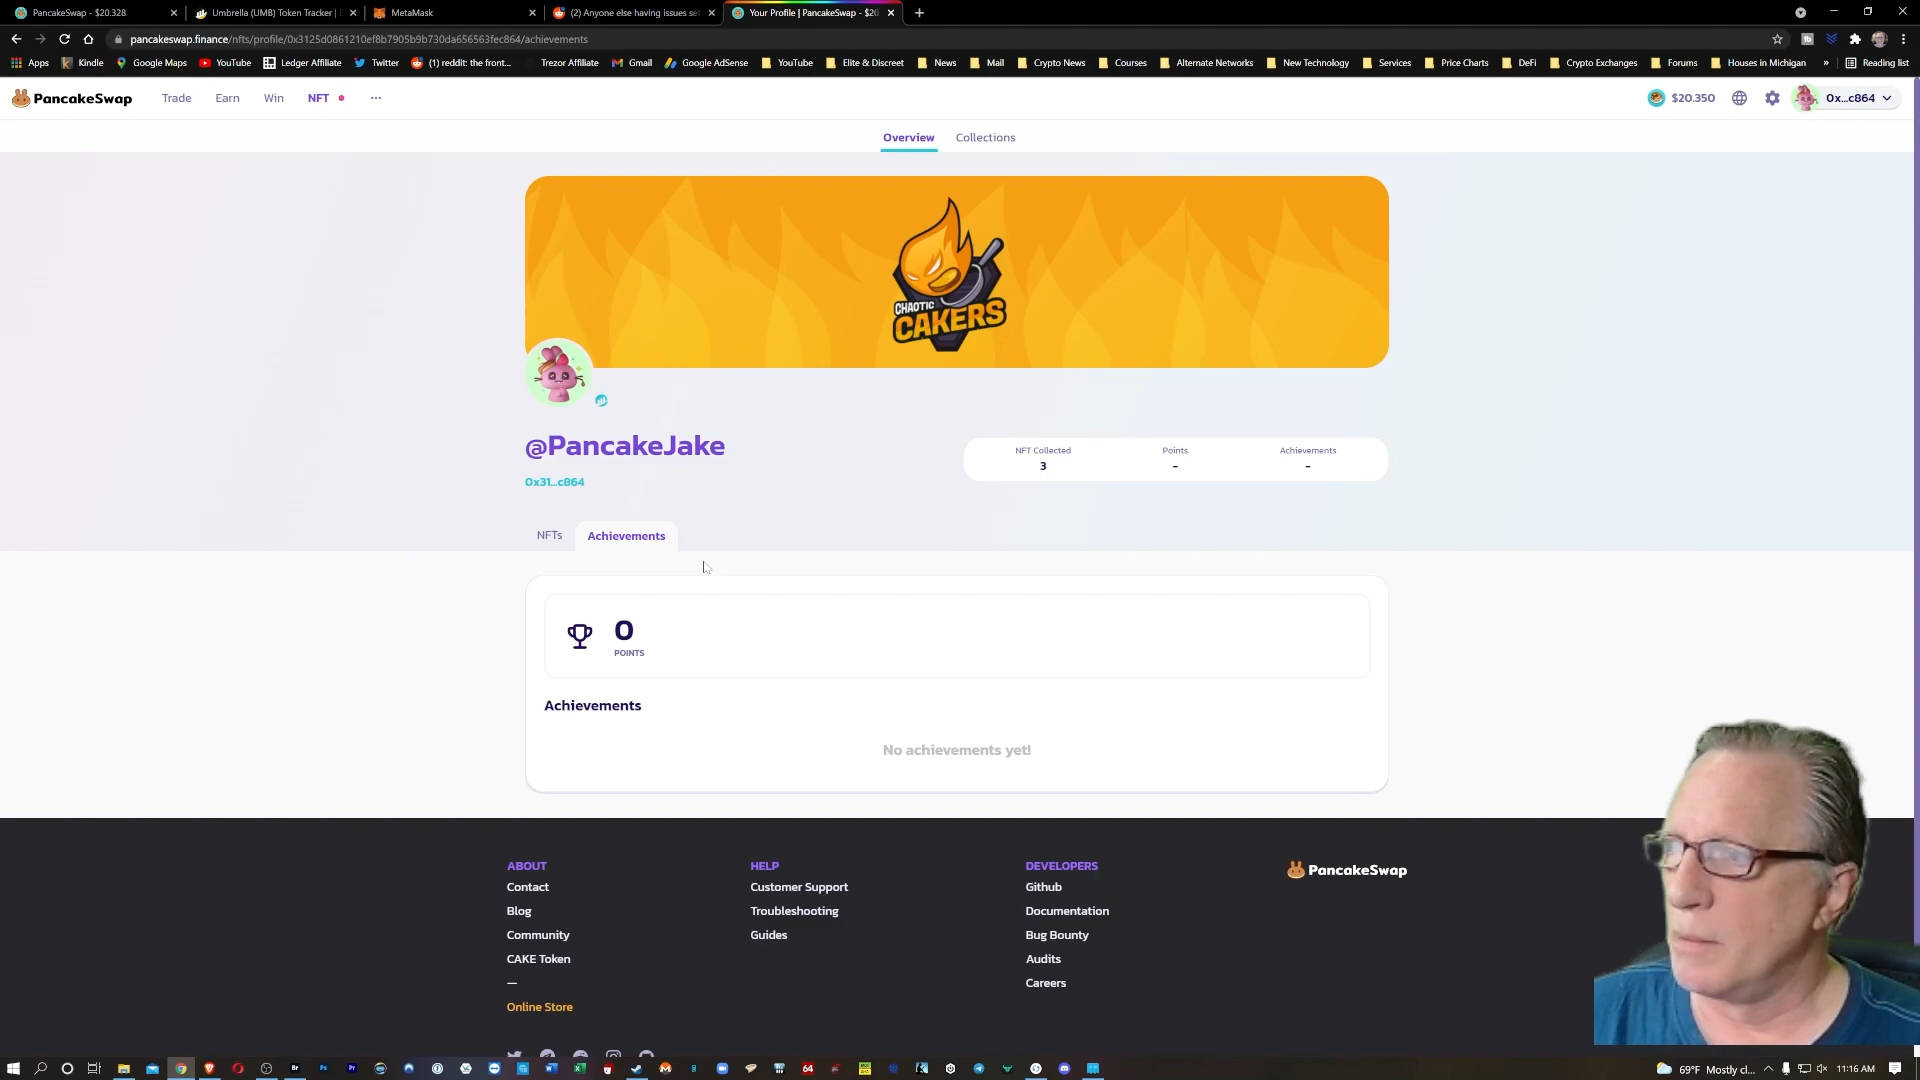 PancakeSwap - $20.328
Umbrella (UMB) Token Tracker |
MetaMask
(2) Anyone else having issues se
Your Profile | PancakeSwap - $20
pancakeswap.finance/nfts/profile/0x3125d0861210ef8b7905b9b730da656563fec864/achievements
Apps Kindle Google Maps YouTube Ledger Affiliate Twitter (1) reddit: the front... Trezor Affiliate Gmail Google AdSense YouTube Elite & Discreet News Mail Crypto News Courses Alternate Networks New Technology Services Price Charts DeFi Crypto Exchanges Forums Houses in Michigan » Reading list
PancakeSwap Trade Earn Win NFT $20.350 0x...c864
Overview Collections
CHAOTIC
CAKERS
@PancakeJake
0x31...c864
NFT Collected Points Achievements
3 - -
NFTs Achievements
0
POINTS
Achievements
No achievements yet!
ABOUT
Contact
Blog
Community
CAKE Token
—
Online Store
HELP
Customer Support
Troubleshooting
Guides
DEVELOPERS
Github
Documentation
Bug Bounty
Audits
Careers
PancakeSwap
69°F Mostly cl... 11:16 AM